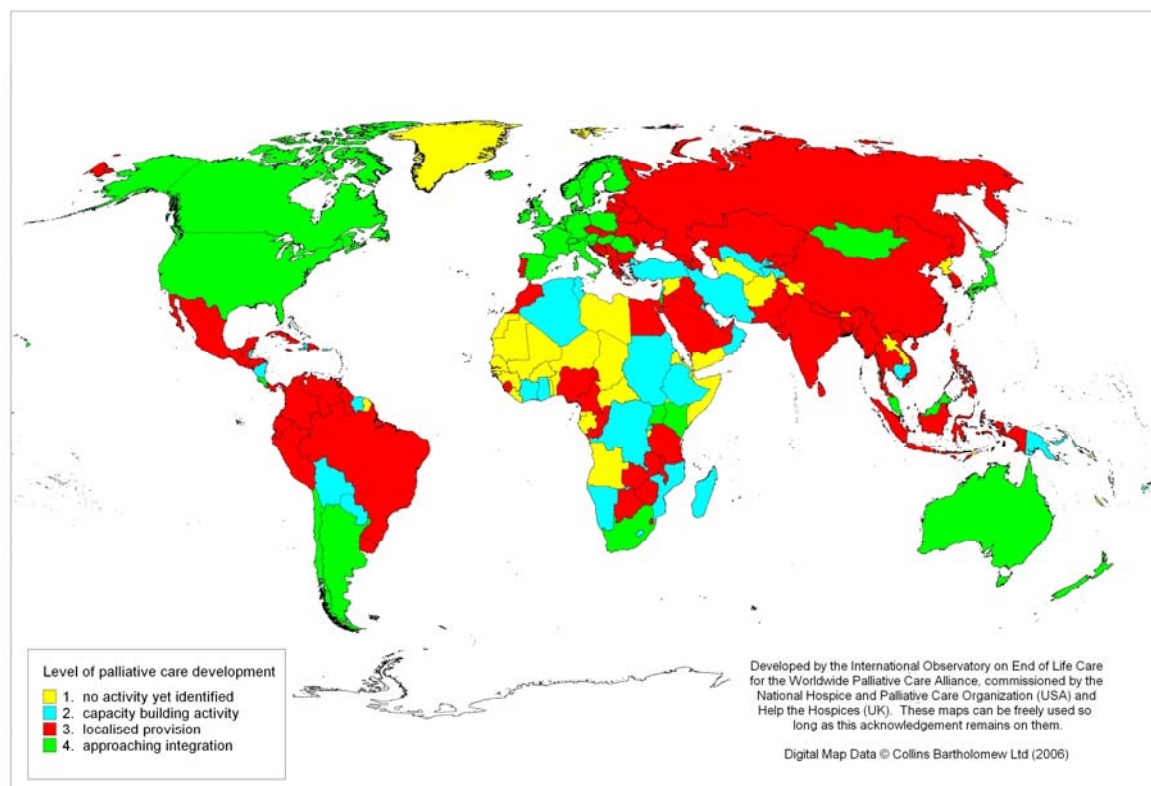 Level of palliative care development
1. no activity yet identified
2. capacity building activity
3. localised provision
4. approaching integration
Developed by the International Observatory on End of Life Care
for the Worldwide Palliative Care Alliance, commissioned by the
National Hospice and Palliative Care Organization (USA) and
Help the Hospices (UK). These maps can be freely used so
long as this acknowledgement remains on them.
Digital Map Data © Collins Bartholomew Ltd (2006)